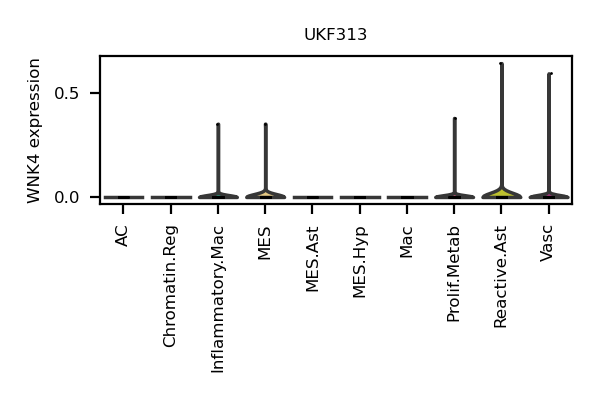 UKF313
WNK4 expression
0.5
0.0
AC
Chromatin.Reg
Inflammatory.Mac
MES
MES.Ast
MES.Hyp
Mac
Prolif.Metab
Reactive.Ast
Vasc